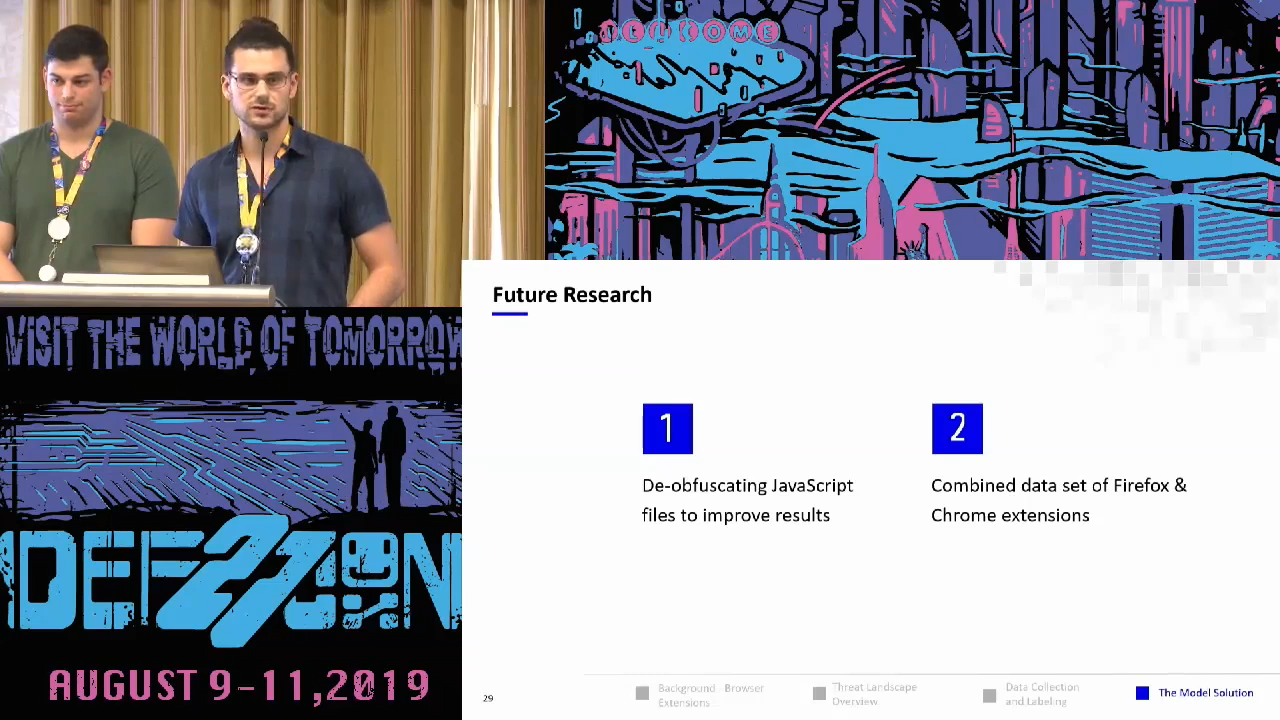 WELCOME
Future Research
1
De-obfuscating JavaScript
files to improve results
2
Combined data set of Firefox &
Chrome extensions
VISIT THE WORLD OF TOMORROW
DEF CON
27
AUGUST 9-11, 2019
29
Background - Browser
Extensions
Threat Landscape
Overview
Data Collection
and Labeling
The Model Solution